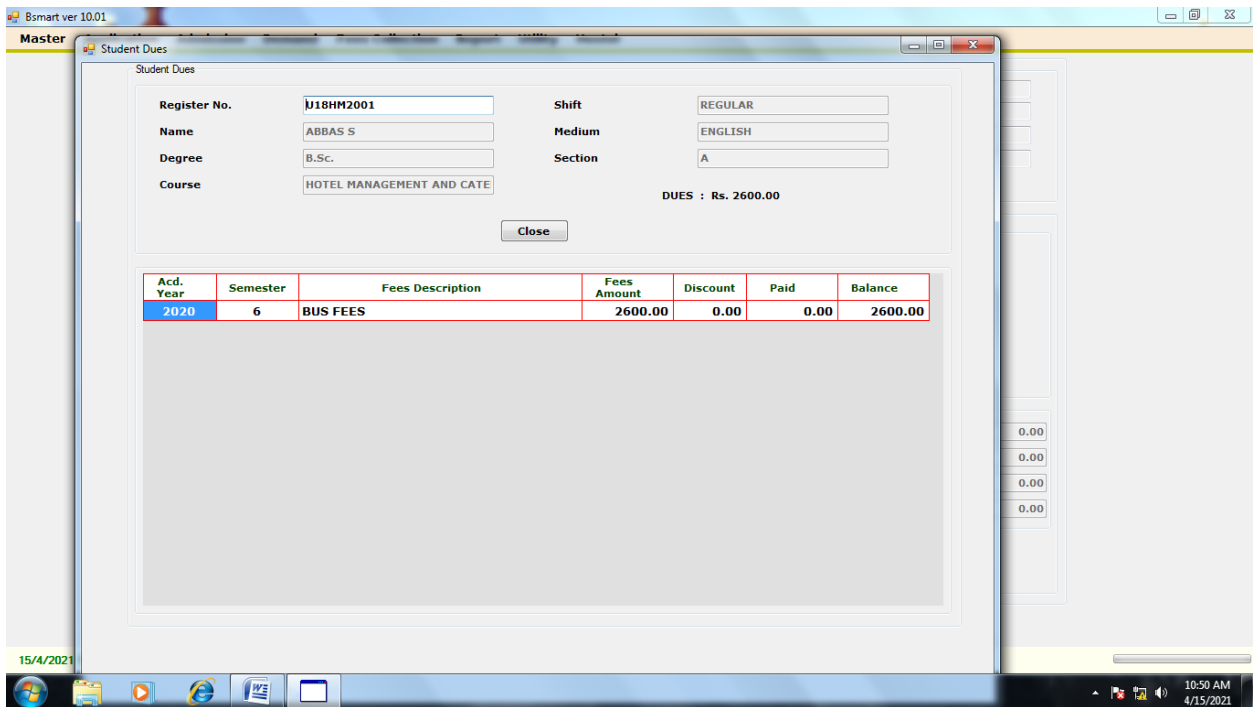 Bsmart ver 10.01
Master
Student Dues
Student Dues
Register No. U18HM2001 Shift REGULAR
Name ABBAS S Medium ENGLISH
Degree B.Sc. Section A
Course HOTEL MANAGEMENT AND CATE
DUES : Rs. 2600.00
Close
Acd. Year Semester Fees Description Fees Amount Discount Paid Balance
2020 6 BUS FEES 2600.00 0.00 0.00 2600.00
0.00
0.00
0.00
0.00
15/4/2021
10:50 AM
4/15/2021